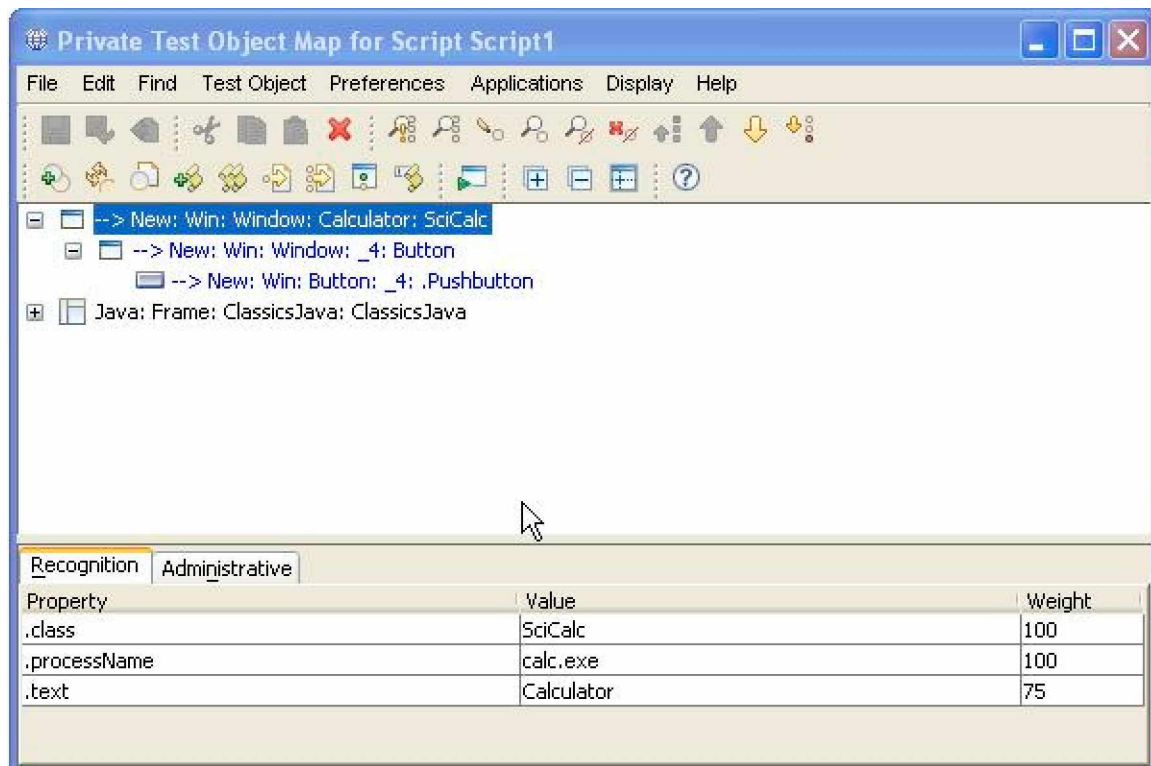 Private Test Object Map for Script Script1
File Edit Find Test Object Preferences Applications Display Help
--> New: Win: Window: Calculator: SciCalc
--> New: Win: Window: _4: Button
--> New: Win: Button: _4: .Pushbutton
Java: Frame: ClassicsJava: ClassicsJava
Recognition Administrative
Property Value Weight
.class SciCalc 100
.processName calc.exe 100
.text Calculator 75